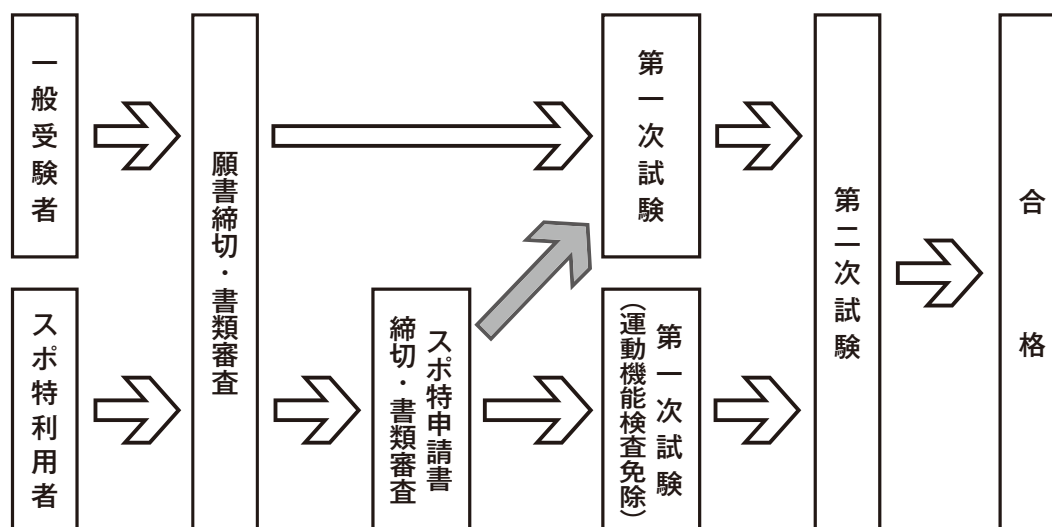 一般受験者
スポ特利用者
願書締切・書類審査
スポ特申請書
締切・書類審査
第一次試験
第一次試験
(運動機能検査免除)
第二次試験
合格